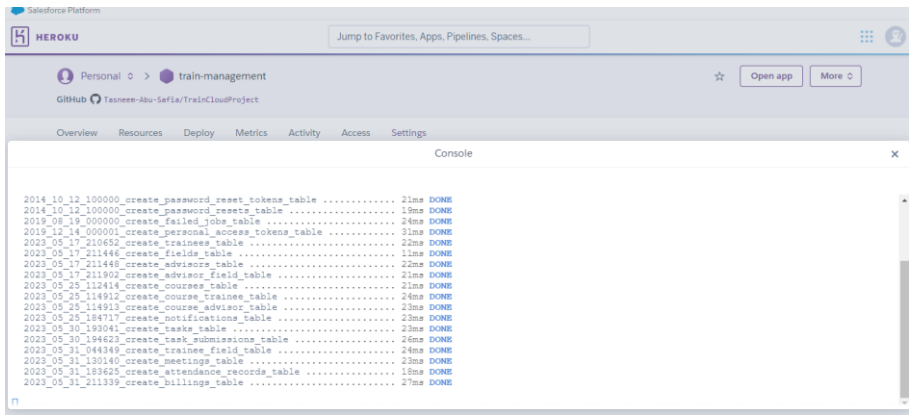 Salesforce Platform
HEROKU
Jump to Favorites, Apps, Pipelines, Spaces...
Personal > train-management
Open app
More
GitHub Tasneem-Abu-Safia/TrainCloudProject
Overview Resources Deploy Metrics Activity Access Settings
Console
2014_10_12_100000_create_password_reset_tokens_table ............. 21ms DONE
2014_10_12_100000_create_password_resets_table ................... 19ms DONE
2019_08_19_000000_create_failed_jobs_table ....................... 24ms DONE
2019_12_14_000001_create_personal_access_tokens_table ............ 31ms DONE
2023_05_17_210652_create_trainees_table .......................... 22ms DONE
2023_05_17_211446_create_fields_table ............................ 11ms DONE
2023_05_17_211448_create_advisors_table .......................... 22ms DONE
2023_05_17_211902_create_advisor_field_table ..................... 21ms DONE
2023_05_25_112414_create_courses_table ........................... 21ms DONE
2023_05_25_114912_create_course_trainee_table .................... 24ms DONE
2023_05_25_114913_create_course_advisor_table .................... 23ms DONE
2023_05_25_184717_create_notifications_table ..................... 23ms DONE
2023_05_30_193041_create_tasks_table ............................. 23ms DONE
2023_05_30_194623_create_task_submissions_table .................. 26ms DONE
2023_05_31_044349_create_trainee_field_table ..................... 24ms DONE
2023_05_31_130140_create_meetings_table .......................... 23ms DONE
2023_05_31_183625_create_attendance_records_table ................ 18ms DONE
2023_05_31_211339_create_billings_table .......................... 27ms DONE